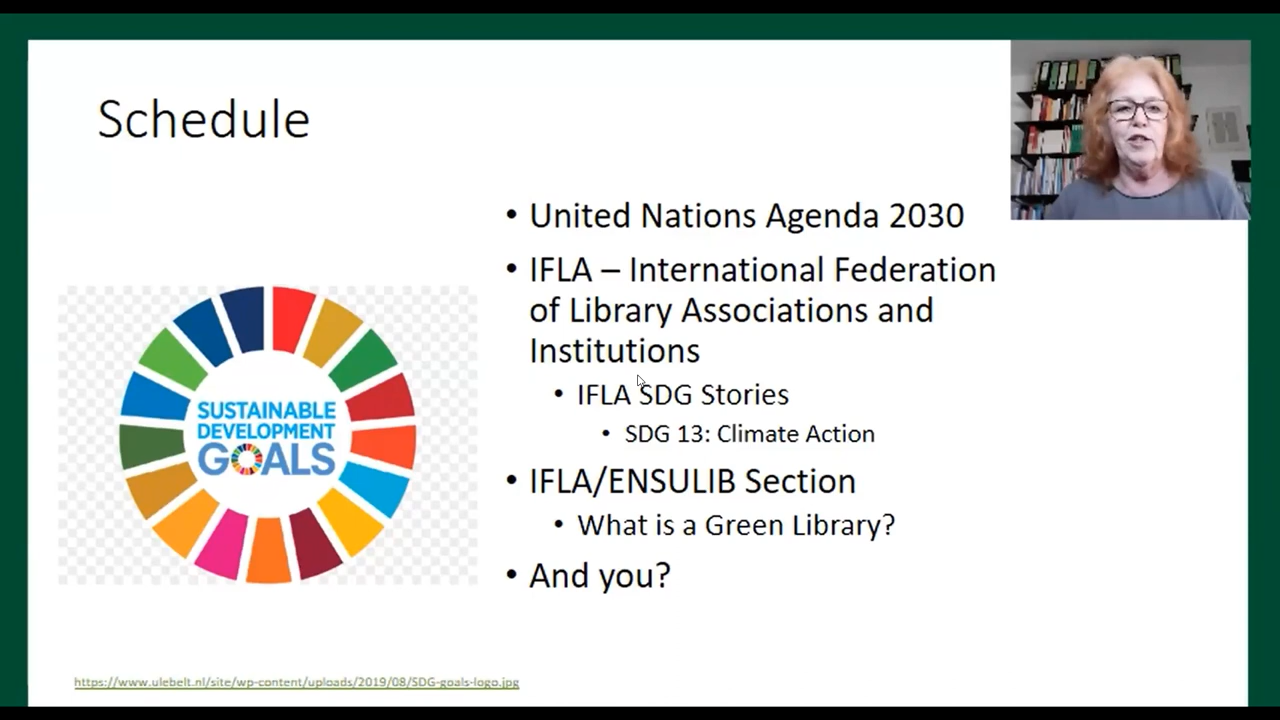 Schedule
• United Nations Agenda 2030
• IFLA – International Federation
of Library Associations and
Institutions
• IFLA SDG Stories
• SDG 13: Climate Action
• IFLA/ENSULIB Section
• What is a Green Library?
• And you?
SUSTAINABLE
DEVELOPMENT
GOALS
https://www.ulebelt.nl/site/wp-content/uploads/2019/08/SDG-goals-logo.jpg